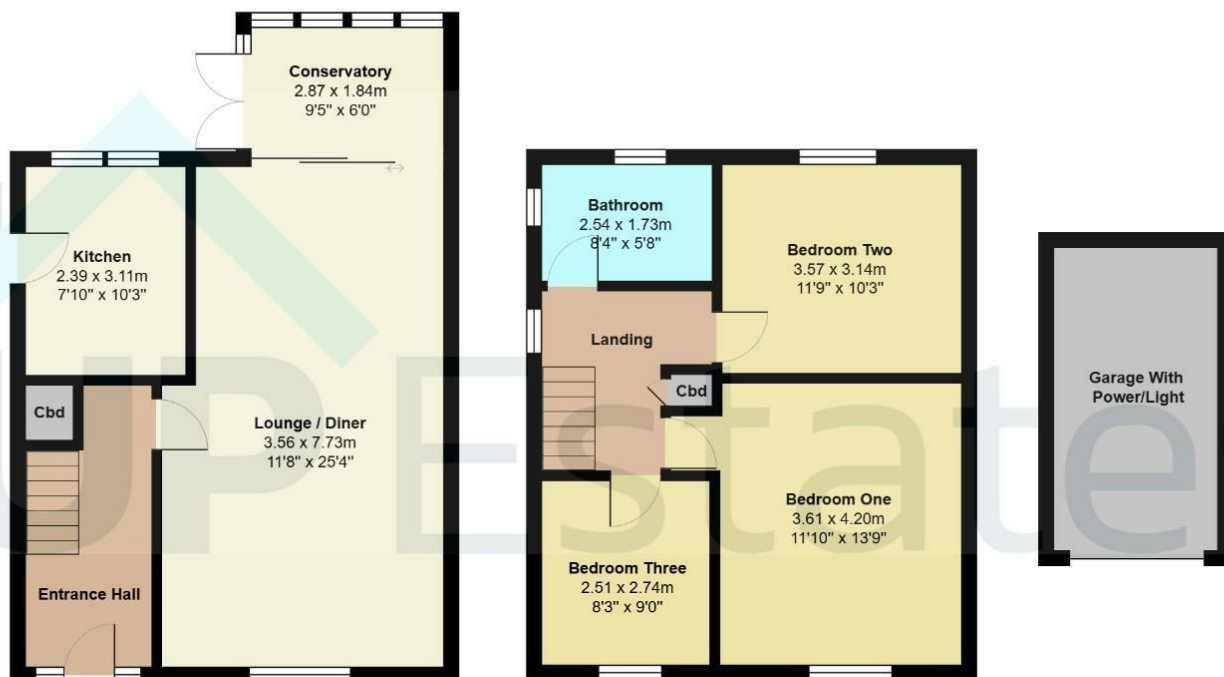 Conservatory
2.87 x 1.84m
9'5" x 6'0"
Kitchen
2.39 x 3.11m
7'10" x 10'3"
Cbd
Lounge / Diner
3.56 x 7.73m
11'8" x 25'4"
Entrance Hall
Bathroom
2.54 x 1.73m
8'4" x 5'8"
Bedroom Two
3.57 x 3.14m
11'9" x 10'3"
Landing
Cbd
Bedroom One
3.61 x 4.20m
11'10" x 13'9"
Bedroom Three
2.51 x 2.74m
8'3" x 9'0"
Garage With
Power/Light
UP Estate